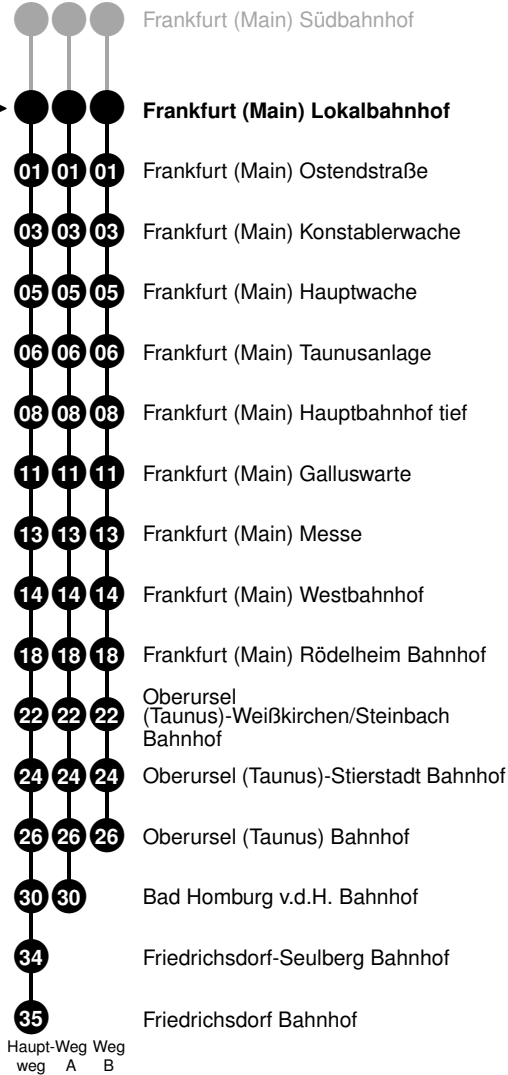 Frankfurt (Main) Südbahnhof
Frankfurt (Main) Lokalbahnhof
01 01 01 Frankfurt (Main) Ostendstraße
03 03 03 Frankfurt (Main) Konstablerwache
05 05 05 Frankfurt (Main) Hauptwache
06 06 06 Frankfurt (Main) Taunusanlage
08 08 08 Frankfurt (Main) Hauptbahnhof tief
11 11 11 Frankfurt (Main) Galluswarte
13 13 13 Frankfurt (Main) Messe
14 14 14 Frankfurt (Main) Westbahnhof
18 18 18 Frankfurt (Main) Rödelheim Bahnhof
Oberursel
22 22 22 (Taunus)-Weißkirchen/Steinbach
Bahnhof
24 24 24 Oberursel (Taunus)-Stierstadt Bahnhof
26 26 26 Oberursel (Taunus) Bahnhof
30 30 Bad Homburg v.d.H. Bahnhof
34 Friedrichsdorf-Seulberg Bahnhof
35 Friedrichsdorf Bahnhof
Haupt-Weg Weg
weg A B